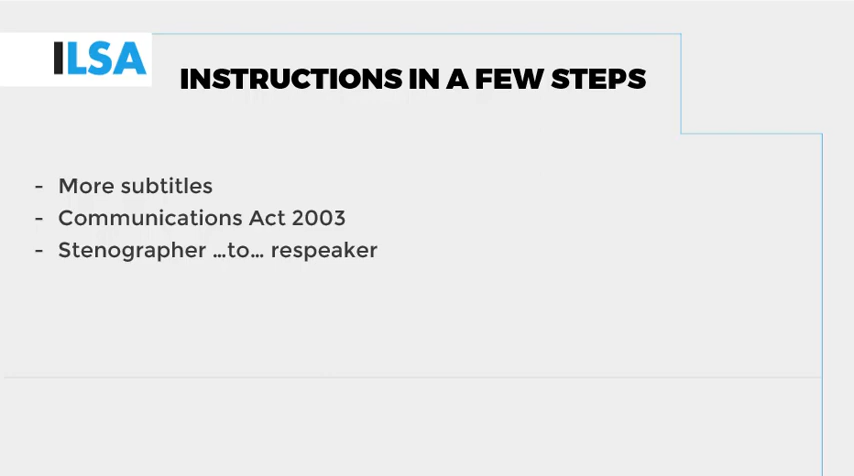 ILSA
INSTRUCTIONS IN A FEW STEPS
- More subtitles
- Communications Act 2003
- Stenographer ...to... respeaker